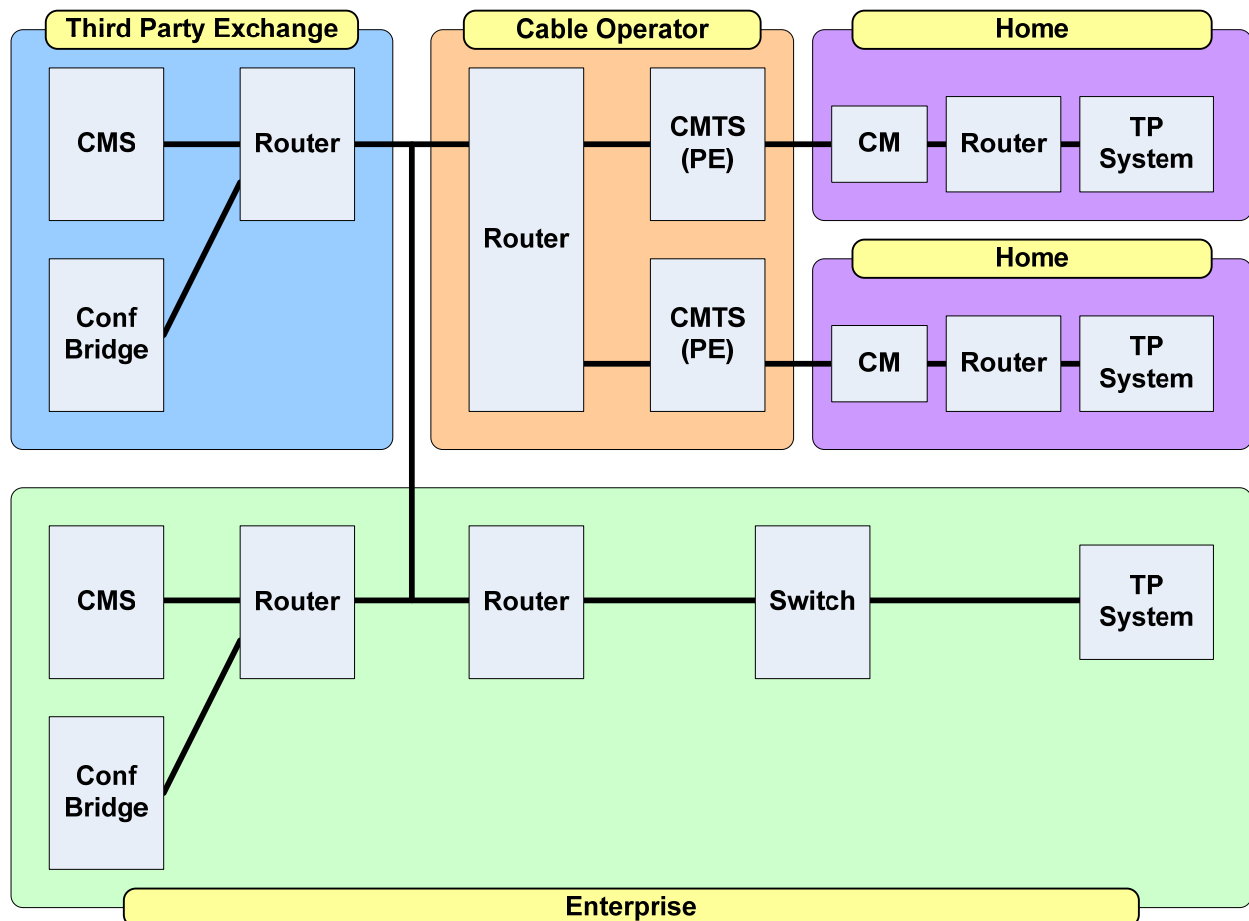 Third Party Exchange
Cable Operator
Home
CMS
Router
Conf
Bridge
Router
CMTS
(PE)
CMTS
(PE)
CM
Router
TP
System
Home
CM
Router
TP
System
CMS
Router
Router
Switch
TP
System
Conf
Bridge
Enterprise